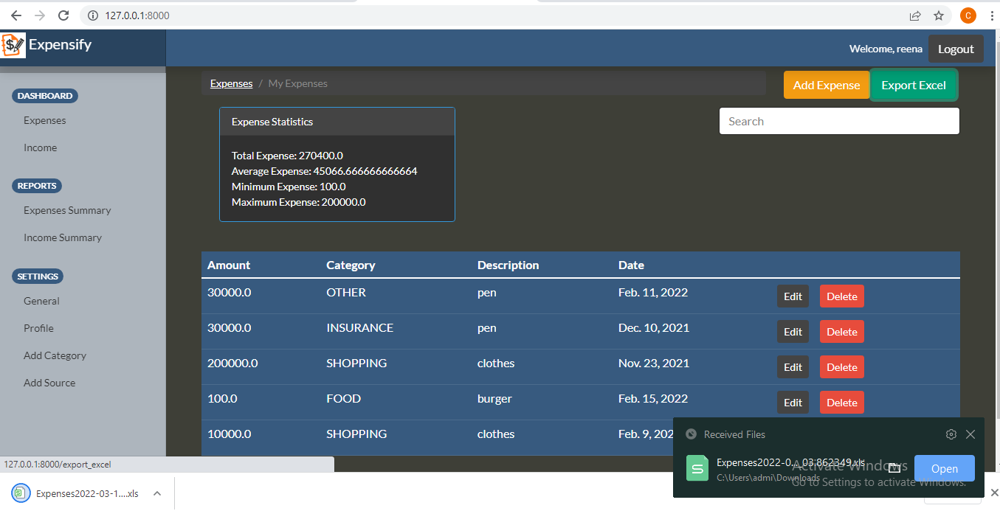 127.0.0.1:8000
C
Expensify
Welcome, reena
Logout
Expenses / My Expenses
Add Expense
Export Excel
DASHBOARD
Expenses
Income
REPORTS
Expenses Summary
Income Summary
SETTINGS
General
Profile
Add Category
Add Source
Expense Statistics
Total Expense: 270400.0
Average Expense: 45066.666666666664
Minimum Expense: 100.0
Maximum Expense: 200000.0
Search
Amount Category Description Date
30000.0 OTHER pen Feb. 11, 2022 Edit Delete
30000.0 INSURANCE pen Dec. 10, 2021 Edit Delete
200000.0 SHOPPING clothes Nov. 23, 2021 Edit Delete
100.0 FOOD burger Feb. 15, 2022 Edit Delete
10000.0 SHOPPING clothes Feb. 9, 202
Received Files
Expenses2022-0..._03.862349.xls
C:\Users\admi\Downloads
Open
Activate Windows
Go to Settings to activate Windows.
127.0.0.1:8000/export_excel
Expenses2022-03-1....xls